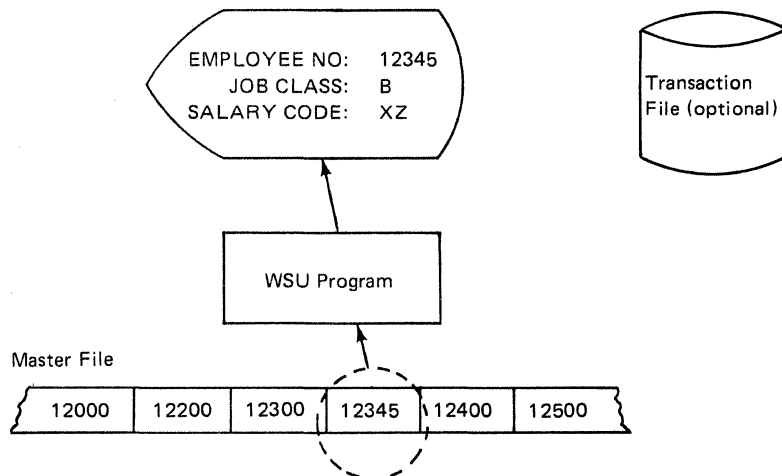 EMPLOYEE NO: 12345
JOB CLASS: B
SALARY CODE: XZ
Transaction
File (optional)
WSU Program
Master File
12000 12200 12300 12345 12400 12500